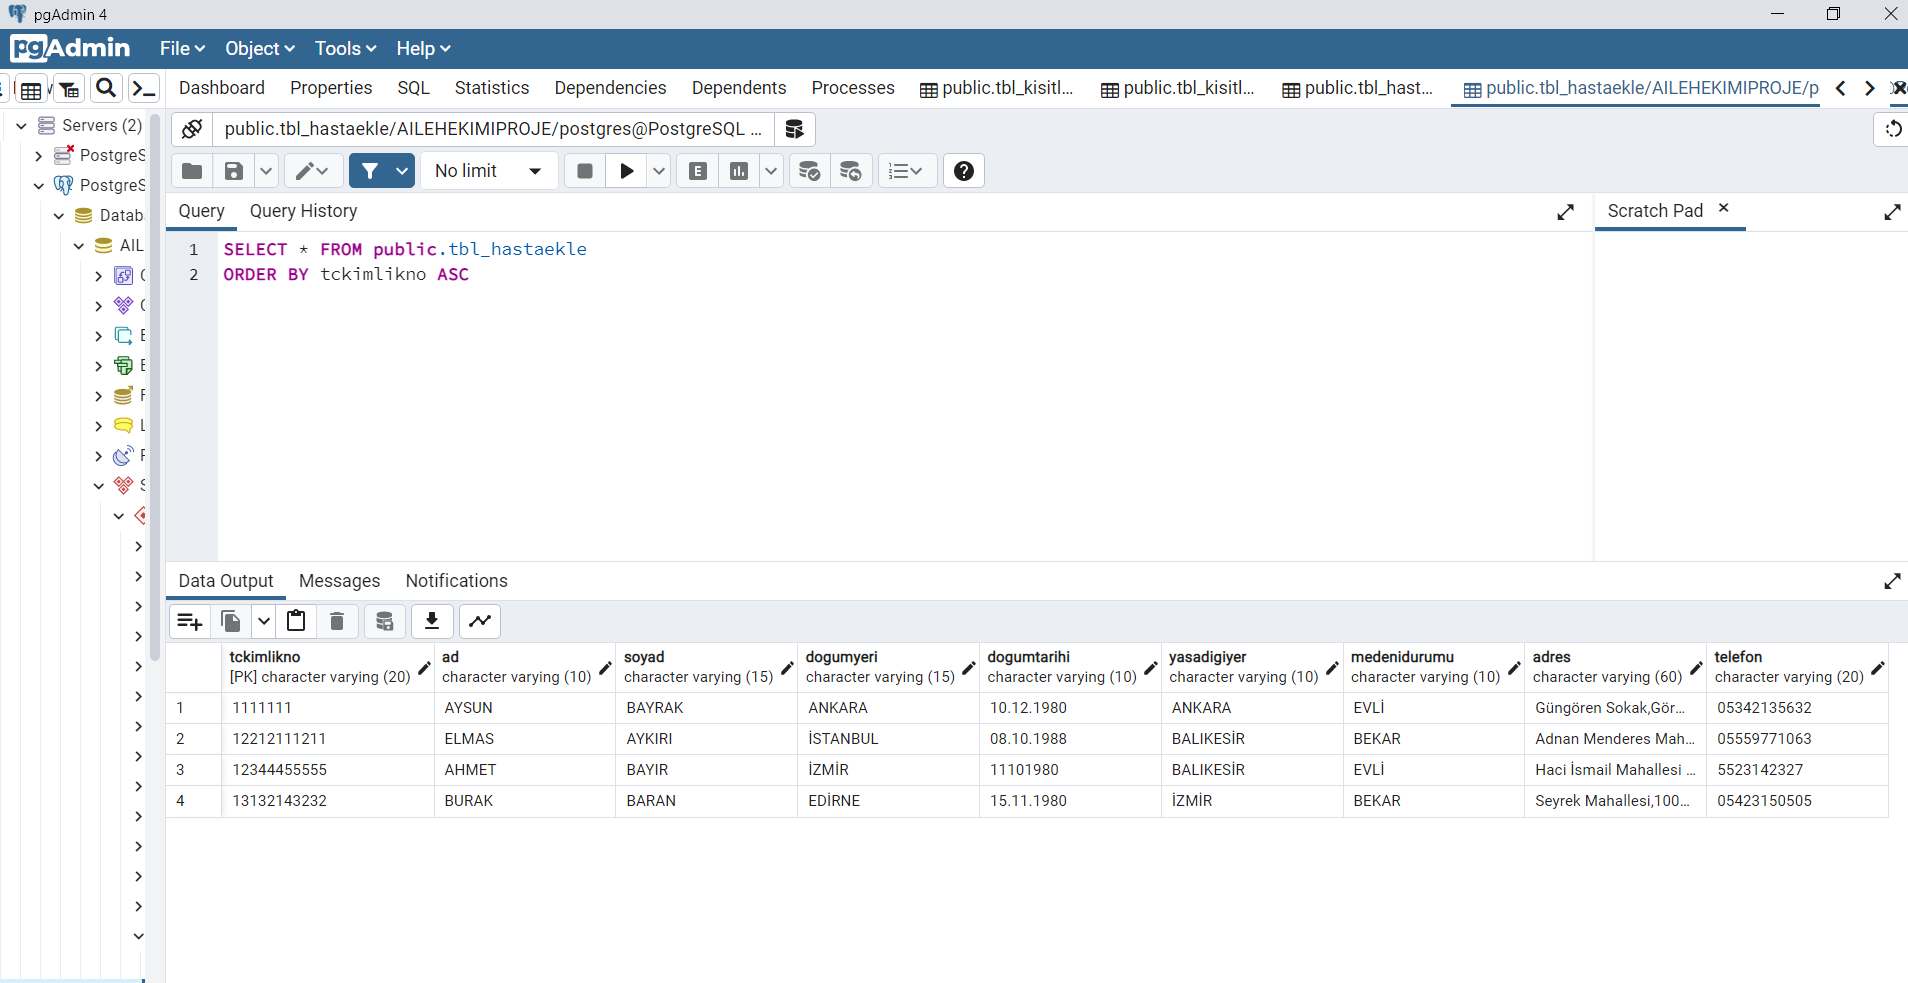 pgAdmin 4
pgAdmin File Object Tools Help
Dashboard Properties SQL Statistics Dependencies Dependents Processes public.tbl_kisitl... public.tbl_kisitl... public.tbl_hast... public.tbl_hastaekle/AILEHEKIMIPROJE/p
Servers (2)
PostgreS
PostgreS
Datab
AIL
public.tbl_hastaekle/AILEHEKIMIPROJE/postgres@PostgreSQL ...
No limit
E
Query Query History
Scratch Pad
1 SELECT * FROM public.tbl_hastaekle
2 ORDER BY tckimlikno ASC
Data Output Messages Notifications
tckimlikno ad soyad dogumyeri dogumtarihi yasadigiyer medenidurumu adres telefon
[PK] character varying (20) character varying (10) character varying (15) character varying (15) character varying (10) character varying (10) character varying (10) character varying (60) character varying (20)
1 1111111 AYSUN BAYRAK ANKARA 10.12.1980 ANKARA EVLİ Güngören Sokak,Gör... 05342135632
2 12212111211 ELMAS AYKIRI İSTANBUL 08.10.1988 BALIKESİR BEKAR Adnan Menderes Mah... 05559771063
3 12344455555 AHMET BAYIR İZMİR 11101980 BALIKESİR EVLİ Haci İsmail Mahallesi ... 5523142327
4 13132143232 BURAK BARAN EDİRNE 15.11.1980 İZMİR BEKAR Seyrek Mahallesi,100... 05423150505